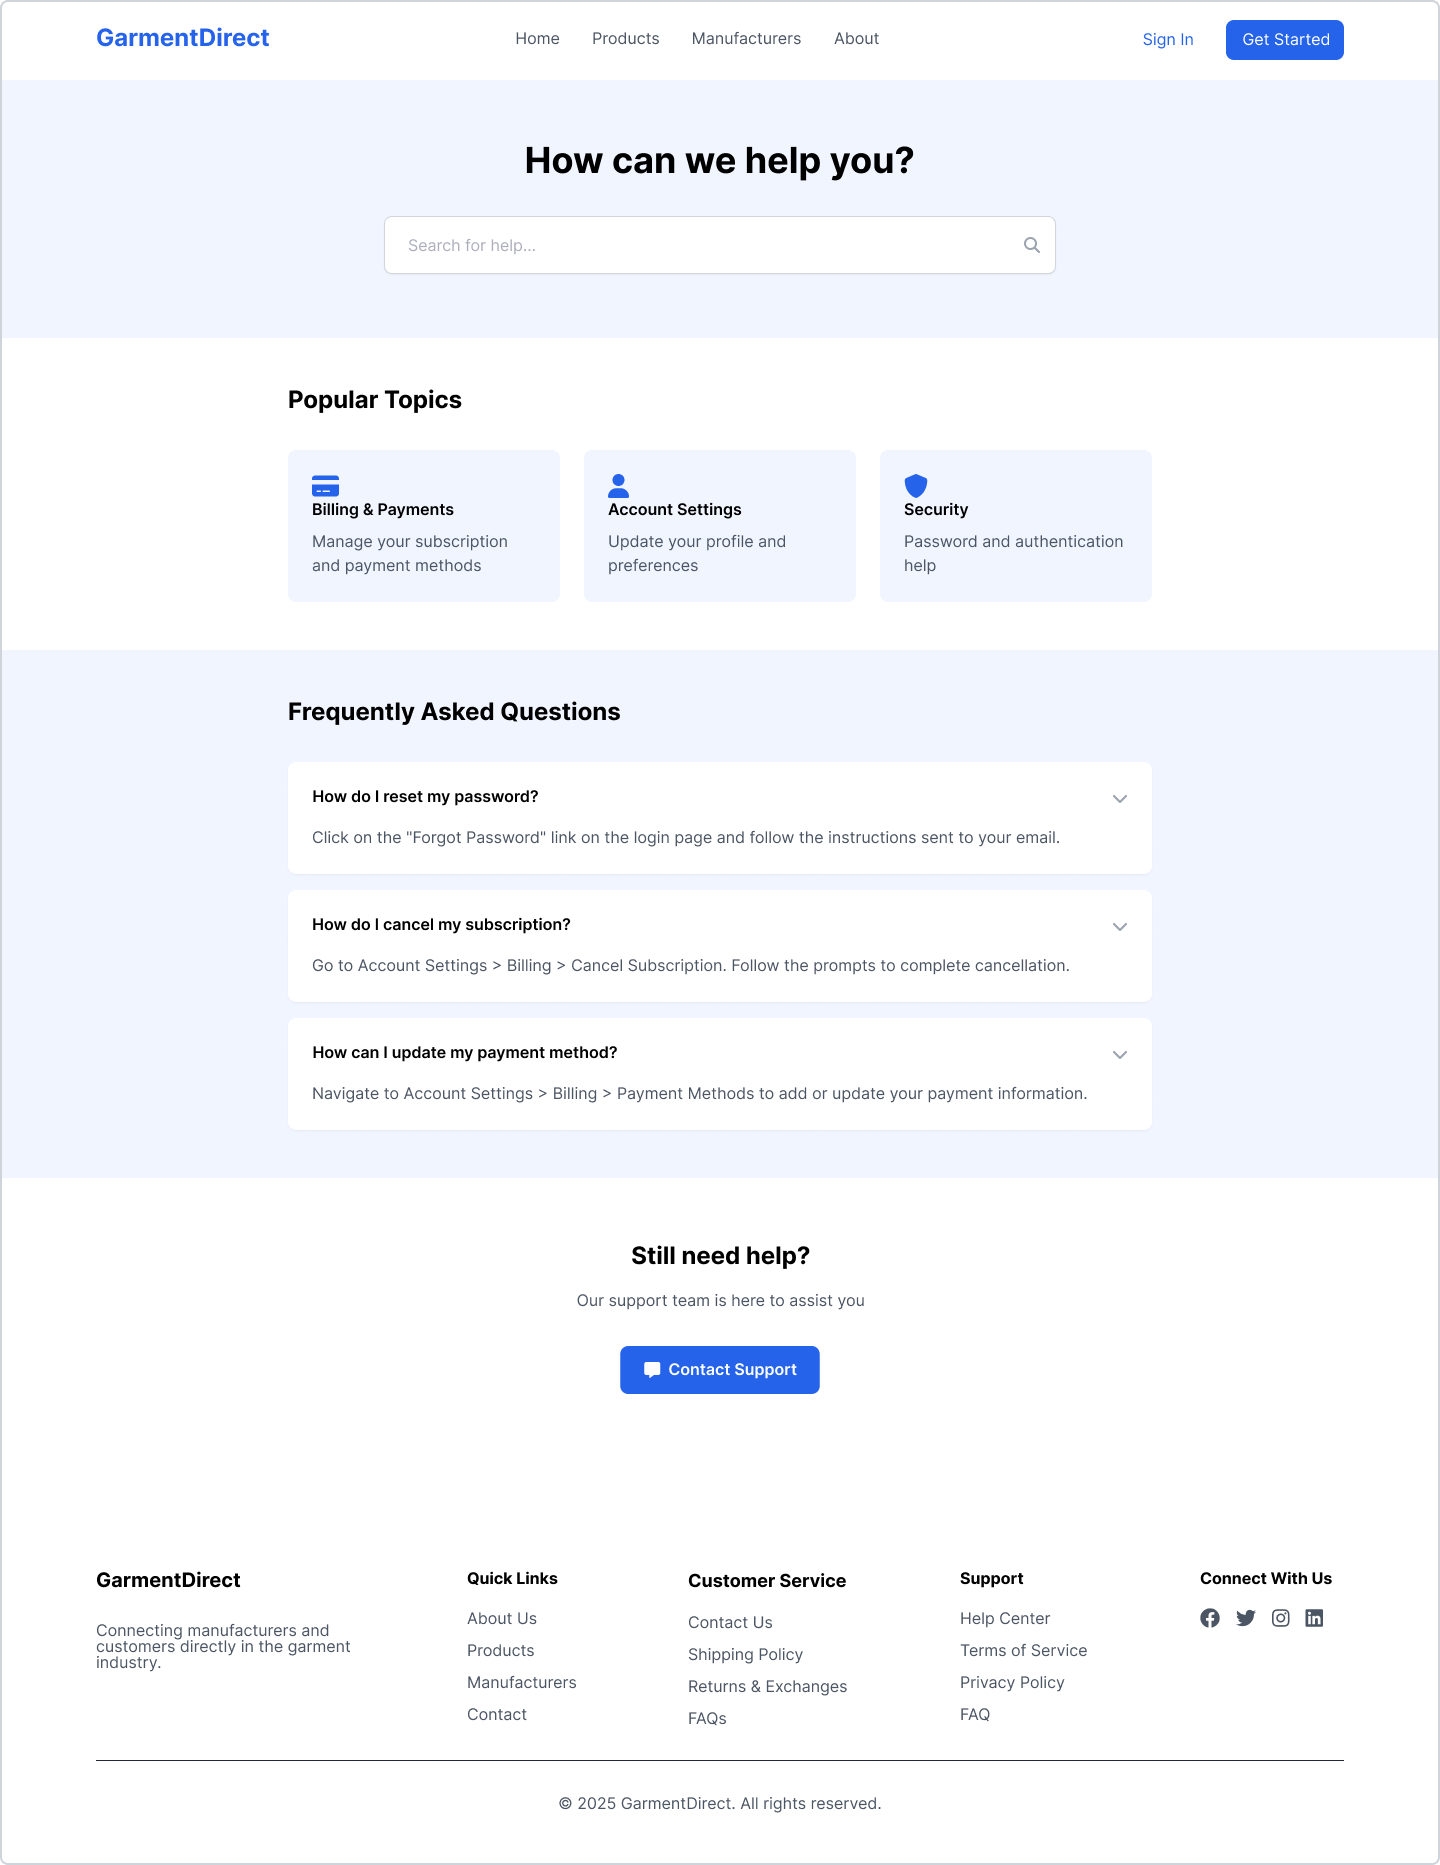 GarmentDirect
Home Products Manufacturers About
Sign In
Get Started
How can we help you?
Search for help...
Popular Topics
Billing & Payments
Manage your subscription
and payment methods
Account Settings
Update your profile and
preferences
Security
Password and authentication
help
Frequently Asked Questions
How do I reset my password?
Click on the "Forgot Password" link on the login page and follow the instructions sent to your email.
How do I cancel my subscription?
Go to Account Settings > Billing > Cancel Subscription. Follow the prompts to complete cancellation.
How can I update my payment method?
Navigate to Account Settings > Billing > Payment Methods to add or update your payment information.
Still need help?
Our support team is here to assist you
Contact Support
GarmentDirect
Connecting manufacturers and
customers directly in the garment
industry.
Quick Links
About Us
Products
Manufacturers
Contact
Customer Service
Contact Us
Shipping Policy
Returns & Exchanges
FAQs
Support
Help Center
Terms of Service
Privacy Policy
FAQ
Connect With Us
© 2025 GarmentDirect. All rights reserved.